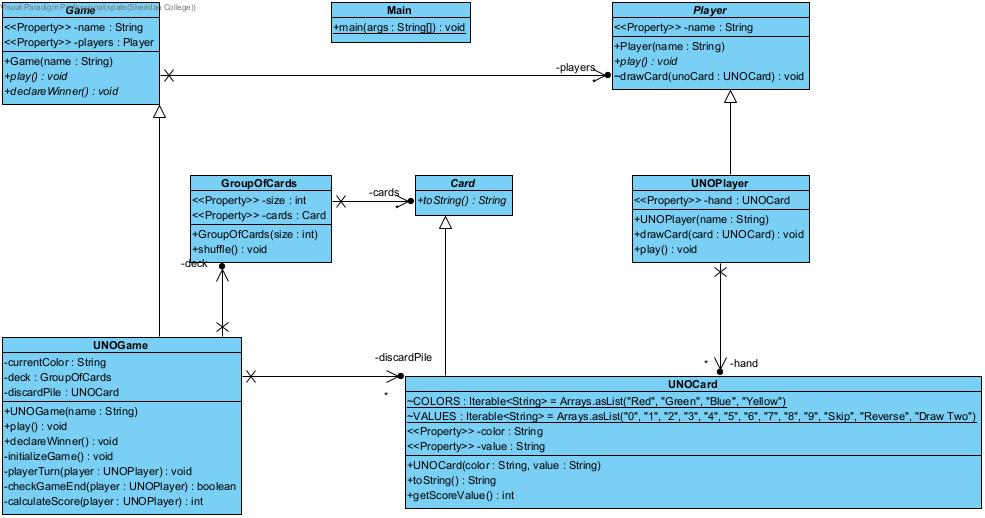 Visual Paradigm Professional(spate(Sheridan College))
Game
<<Property>> -name : String
<<Property>> -players : Player
+Game(name : String)
+play() : void
+declareWinner() : void
Main
+main(args : String[]) : void
Player
<<Property>> -name : String
+Player(name : String)
+play() : void
~drawCard(unoCard : UNOCard) : void
-players
*
GroupOfCards
<<Property>> -size : int
<<Property>> -cards : Card
+GroupOfCards(size : int)
+shuffle() : void
-cards
*
Card
+toString() : String
UNOPlayer
<<Property>> -hand : UNOCard
+UNOPlayer(name : String)
+drawCard(card : UNOCard) : void
+play() : void
-deck
UNOGame
-currentColor : String
-deck : GroupOfCards
-discardPile : UNOCard
+UNOGame(name : String)
+play() : void
+declareWinner() : void
-initializeGame() : void
-playerTurn(player : UNOPlayer) : void
-checkGameEnd(player : UNOPlayer) : boolean
-calculateScore(player : UNOPlayer) : int
-discardPile
*
* -hand
UNOCard
~COLORS : Iterable<String> = Arrays.asList("Red", "Green", "Blue", "Yellow")
~VALUES : Iterable<String> = Arrays.asList("0", "1", "2", "3", "4", "5", "6", "7", "8", "9", "Skip", "Reverse", "Draw Two")
<<Property>> -color : String
<<Property>> -value : String
+UNOCard(color : String, value : String)
+toString() : String
+getScoreValue() : int